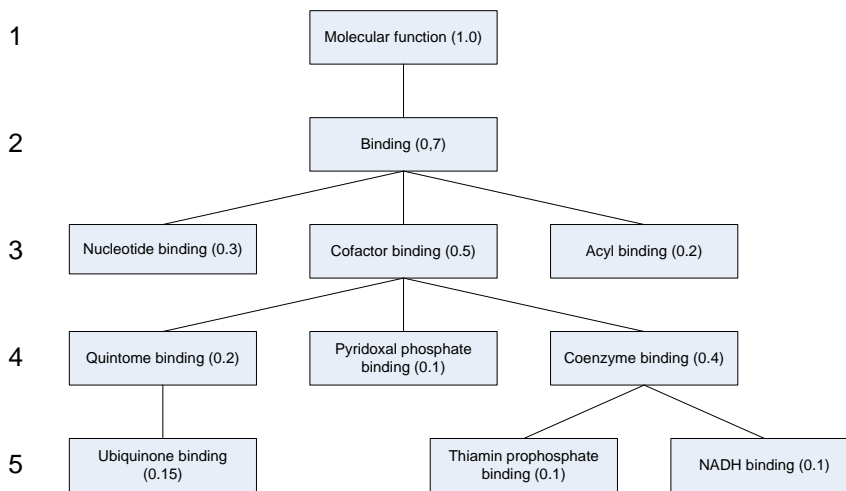 1
Molecular function (1.0)
2
Binding (0,7)
3
Nucleotide binding (0.3)
Cofactor binding (0.5)
Acyl binding (0.2)
4
Quintome binding (0.2)
Pyridoxal phosphate
binding (0.1)
Coenzyme binding (0.4)
5
Ubiquinone binding
(0.15)
Thiamin prophosphate
binding (0.1)
NADH binding (0.1)